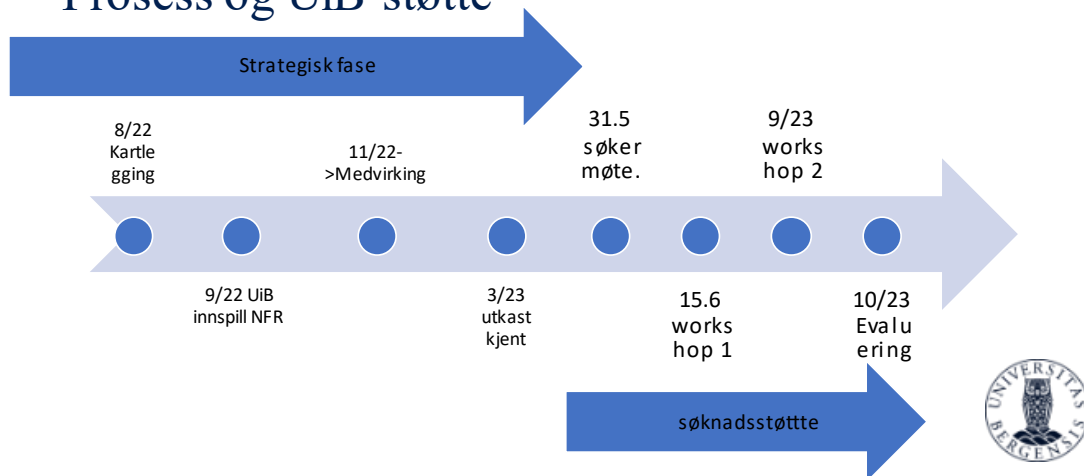 Prosess og UiB-støtte
Strategisk fase
8/22
Kartle
gging
11/22-
>Medvirking
31.5
søker
møte.
9/23
works
hop 2
9/22 UiB
innspill NFR
3/23
utkast
kjent
15.6
works
hop 1
10/23
Evalu
ering
søknadsstøttte
UNIVERSITAS
BERGENSIS